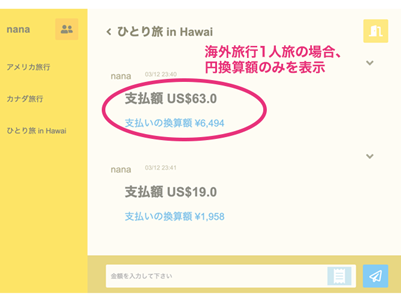 nana
アメリカ旅行
カナダ旅行
ひとり旅 in Hawai
ひとり旅 in Hawai
海外旅行1人旅の場合、
円換算額のみを表示
nana 03/12 23:40
支払額 US$63.0
支払いの換算額 ¥6,494
nana 03/12 23:41
支払額 US$19.0
支払いの換算額 ¥1,958
金額を入力して下さい